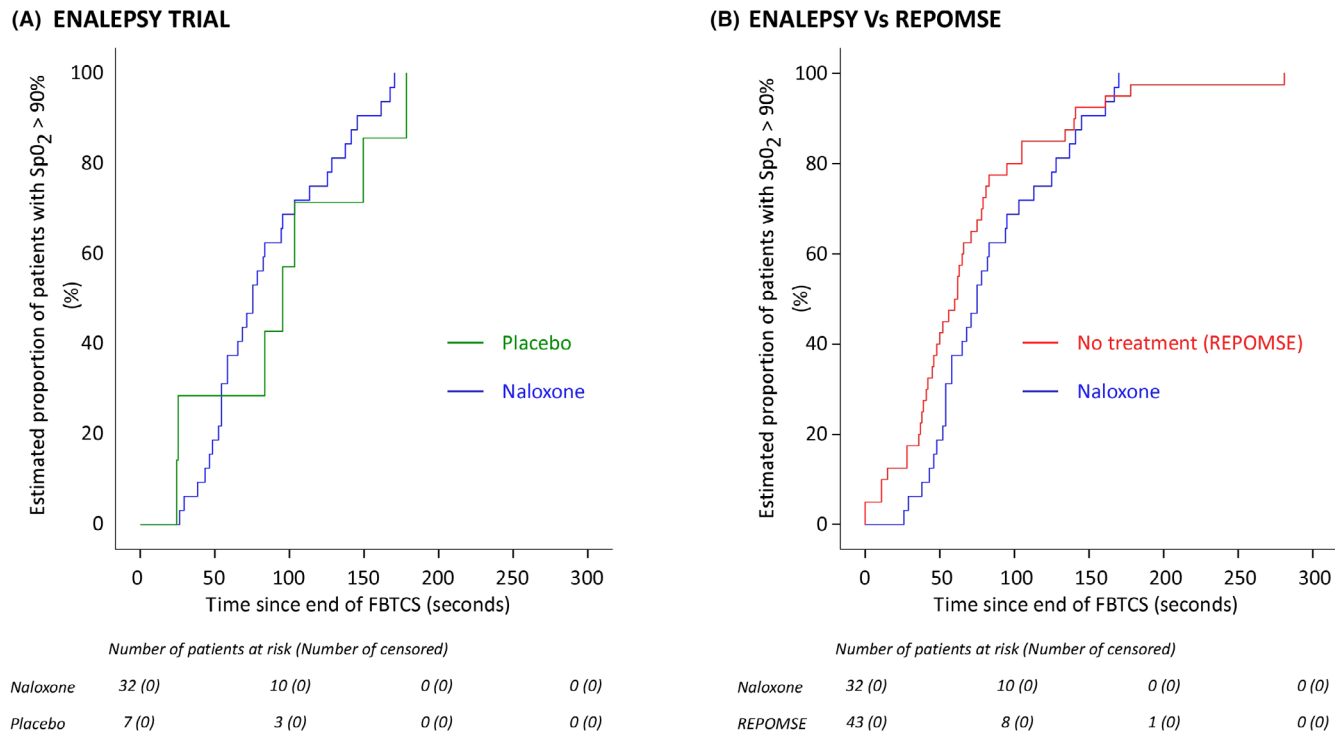 (A) ENALEPSY TRIAL
Estimated proportion of patients with Sp0₂ > 90%
(%)
100
80
60
40
20
0
Placebo
Naloxone
0 50 100 150 200 250 300
Time since end of FBTCS (seconds)
Number of patients at risk (Number of censored)
Naloxone 32 (0) 10 (0) 0 (0) 0 (0)
Placebo 7 (0) 3 (0) 0 (0) 0 (0)
(B) ENALEPSY Vs REPOMSE
Estimated proportion of patients with Sp0₂ > 90%
(%)
100
80
60
40
20
0
No treatment (REPOMSE)
Naloxone
0 50 100 150 200 250 300
Time since end of FBTCS (seconds)
Number of patients at risk (Number of censored)
Naloxone 32 (0) 10 (0) 0 (0) 0 (0)
REPOMSE 43 (0) 8 (0) 1 (0) 0 (0)